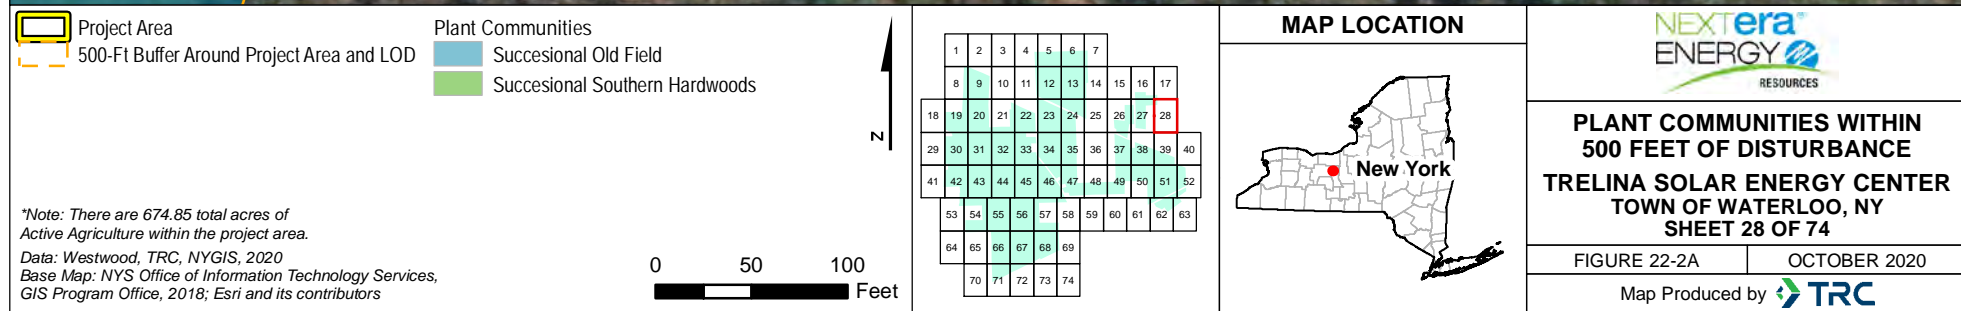 Project Area
500-Ft Buffer Around Project Area and LOD
Plant Communities
Succesional Old Field
Succesional Southern Hardwoods
*Note: There are 674.85 total acres of
Active Agriculture within the project area.
Data: Westwood, TRC, NYGIS, 2020
Base Map: NYS Office of Information Technology Services,
GIS Program Office, 2018; Esri and its contributors
0 50 100
Feet
N
1 2 3 4 5 6 7
8 9 10 11 12 13 14 15 16 17
18 19 20 21 22 23 24 25 26 27 28
29 30 31 32 33 34 35 36 37 38 39 40
41 42 43 44 45 46 47 48 49 50 51 52
53 54 55 56 57 58 59 60 61 62 63
64 65 66 67 68 69
70 71 72 73 74
MAP LOCATION
New York
NEXTera
ENERGY
RESOURCES
PLANT COMMUNITIES WITHIN
500 FEET OF DISTURBANCE
TRELINA SOLAR ENERGY CENTER
TOWN OF WATERLOO, NY
SHEET 28 OF 74
FIGURE 22-2A
OCTOBER 2020
Map Produced by TRC